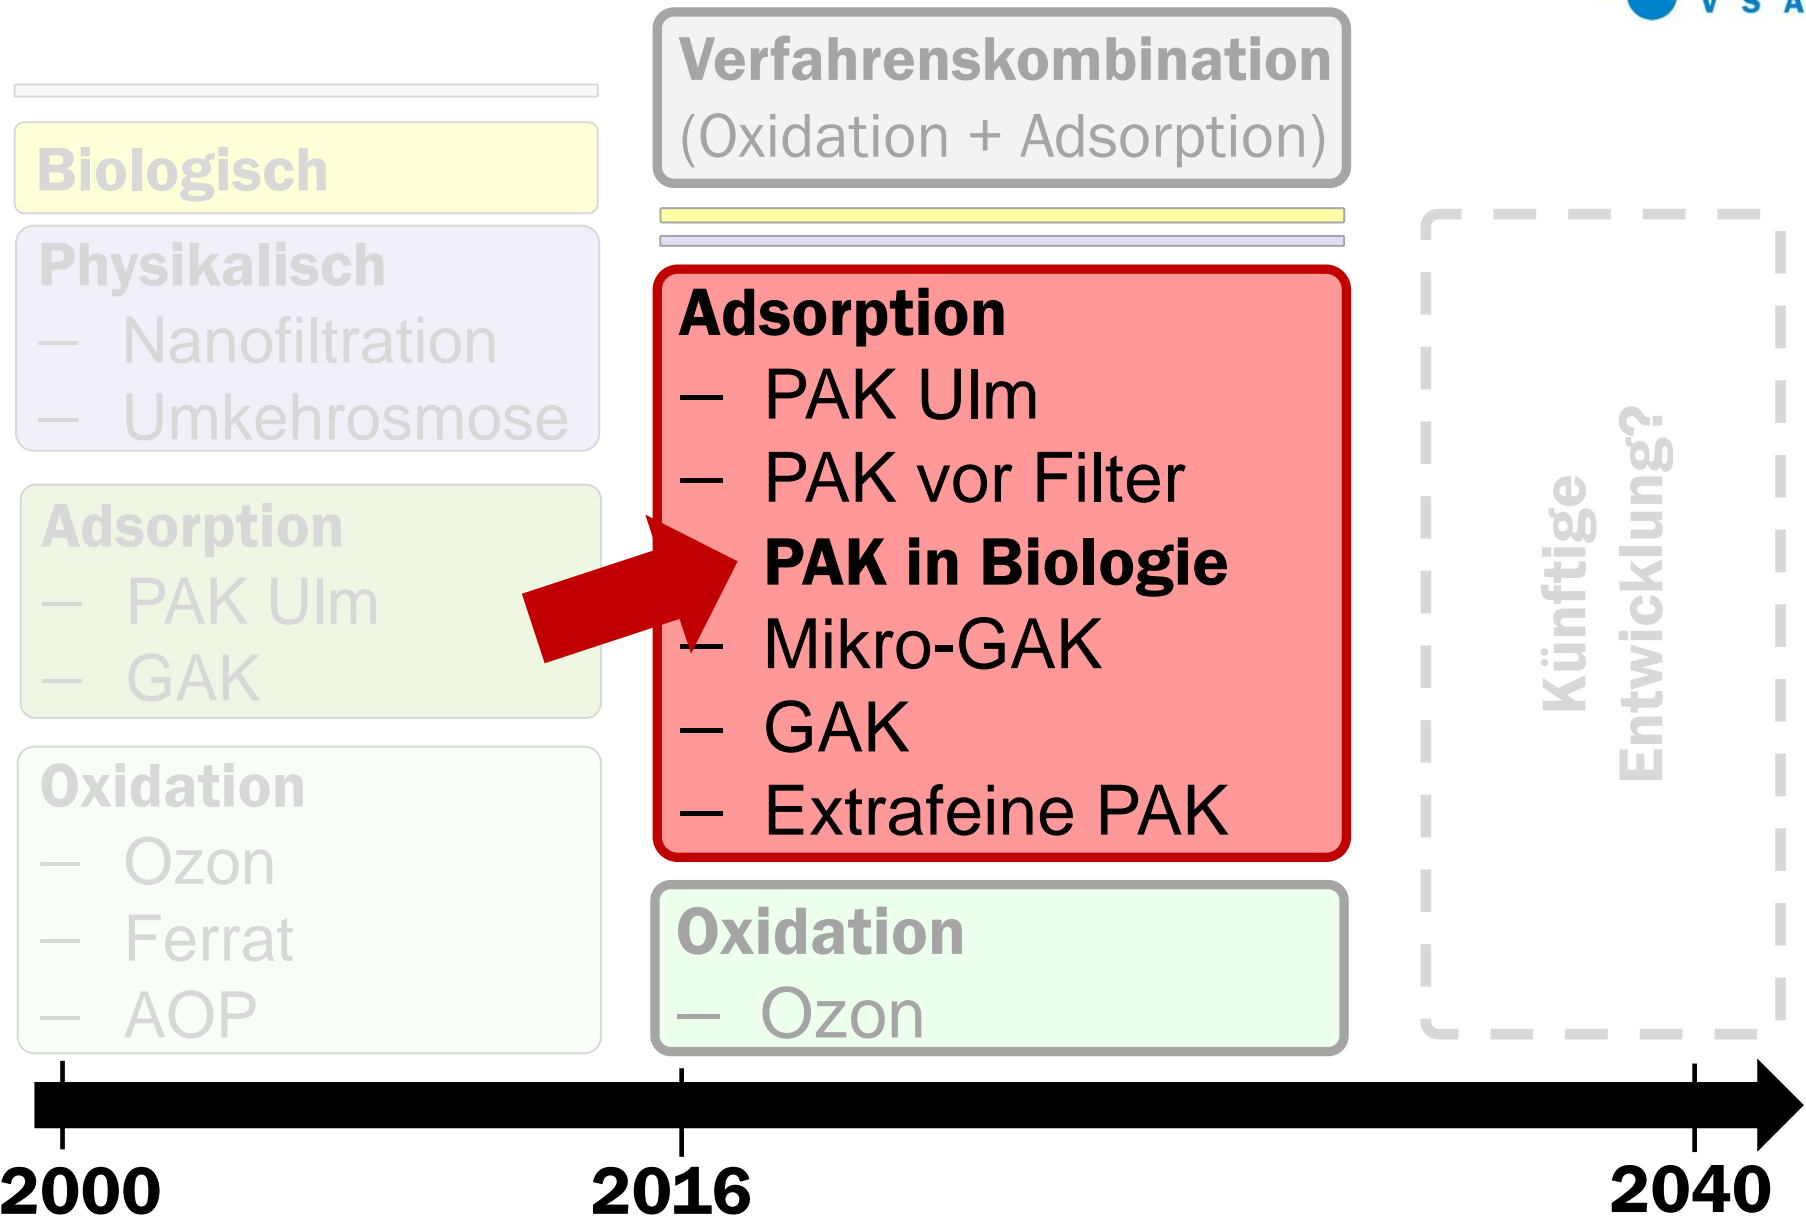 VSA
Biologisch
Physikalisch
– Nanofiltration
– Umkehrosmose
Adsorption
– PAK Ulm
– GAK
Oxidation
– Ozon
– Ferrat
– AOP
Verfahrenskombination
(Oxidation + Adsorption)
Adsorption
– PAK Ulm
– PAK vor Filter
PAK in Biologie
– Mikro-GAK
– GAK
– Extrafeine PAK
Oxidation
– Ozon
Künftige
Entwicklung?
2000
2016
2040